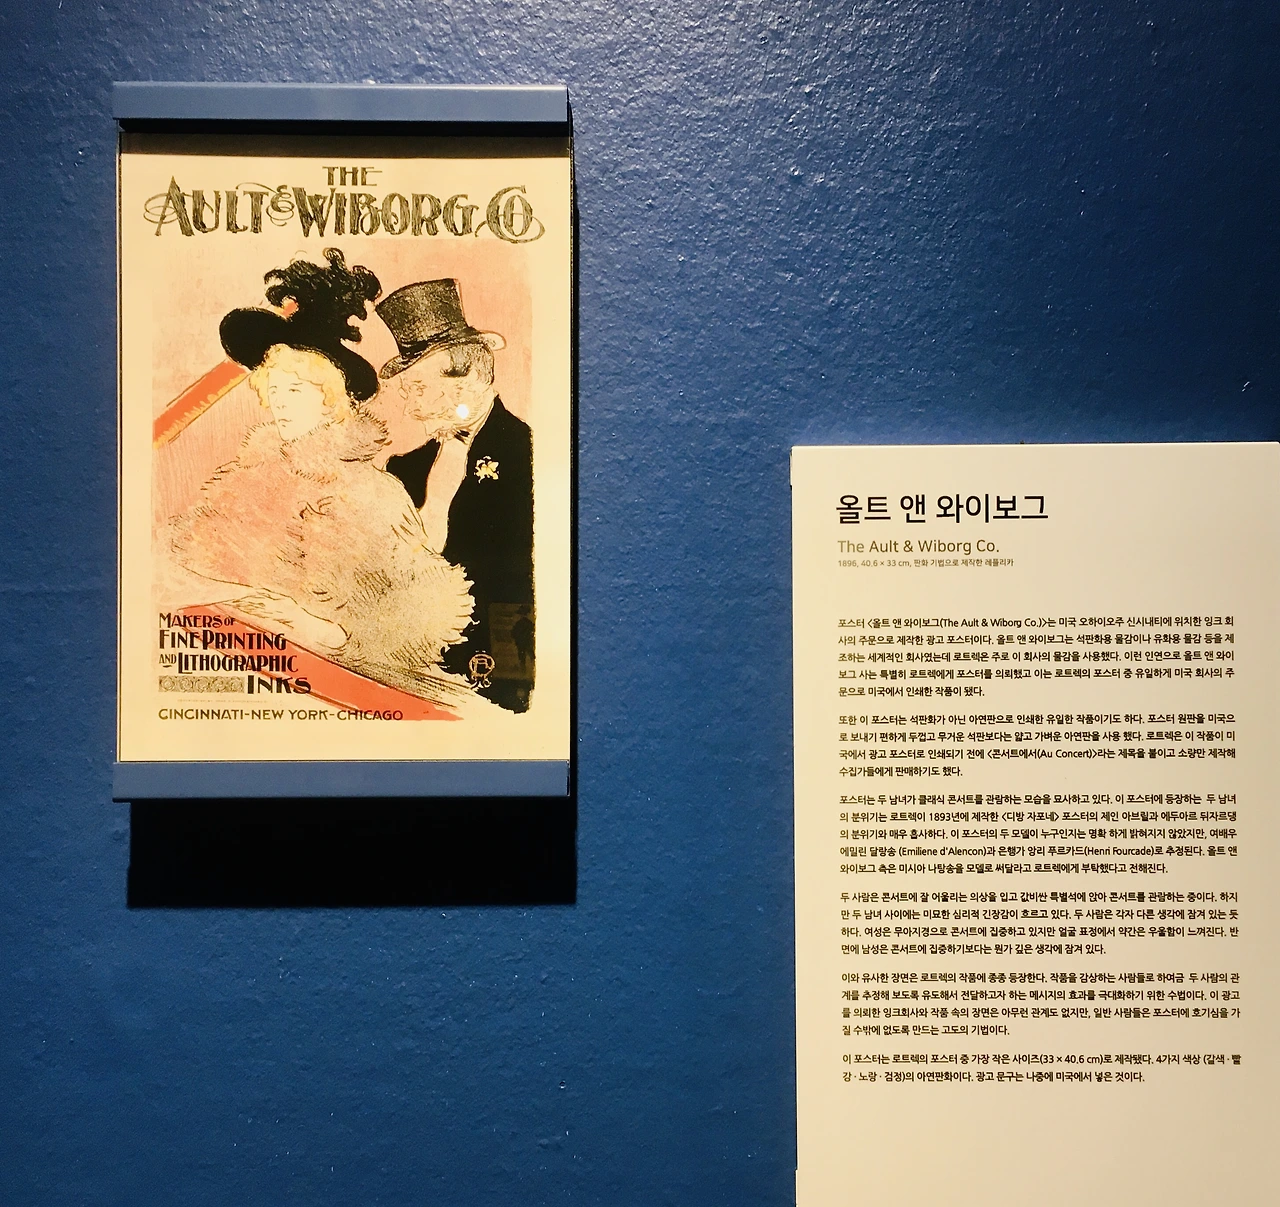 THE
AULT & WIBORG CO
MAKERS OF
FINE PRINTING
AND LITHOGRAPHIC
INKS
CINCINNATI-NEW YORK-CHICAGO
올트 앤 와이보그
The Ault & Wiborg Co.
1896, 40.6 × 33 cm, 판화 기법으로 제작한 레플리카
포스터 <올트 앤 와이보그(The Ault & Wiborg Co.)>는 미국 오하이오주 신시내티에 위치한 잉크 회
사의 주문으로 제작한 광고 포스터이다. 올트 앤 와이보그는 석판화용 물감이나 유화용 물감 등을 제
조하는 세계적인 회사였는데 로트렉은 주로 이 회사의 물감을 사용했다. 이런 인연으로 올트 앤 와이
보그 사는 특별히 로트렉에게 포스터를 의뢰했고 이는 로트렉의 포스터 중 유일하게 미국 회사의 주
문으로 미국에서 인쇄한 작품이 됐다.
또한 이 포스터는 석판화가 아닌 아연판으로 인쇄한 유일한 작품이기도 하다. 포스터 원판을 미국으
로 보내기 편하게 두껍고 무거운 석판보다는 얇고 가벼운 아연판을 사용 했다. 로트렉은 이 작품이 미
국에서 광고 포스터로 인쇄되기 전에 <콘서트에서(Au Concert)>라는 제목을 붙이고 소량만 제작해
수집가들에게 판매하기도 했다.
포스터는 두 남녀가 클래식 콘서트를 관람하는 모습을 묘사하고 있다. 이 포스터에 등장하는 두 남녀
의 분위기는 로트렉이 1893년에 제작한 <디방 자포네> 포스터의 제인 아브릴과 에두아르 뒤자르댕
의 분위기와 매우 흡사하다. 이 포스터의 두 모델이 누구인지는 명확 하게 밝혀지지 않았지만, 여배우
에밀린 달랑송 (Emiliene d'Alencon)과 은행가 앙리 푸르카드(Henri Fourcade)로 추정된다. 올트 앤
와이보그 측은 미시아 나탕송을 모델로 써달라고 로트렉에게 부탁했다고 전해진다.
두 사람은 콘서트에 잘 어울리는 의상을 입고 값비싼 특별석에 앉아 콘서트를 관람하는 중이다. 하지
만 두 남녀 사이에는 미묘한 심리적 긴장감이 흐르고 있다. 두 사람은 각자 다른 생각에 잠겨 있는 듯
하다. 여성은 무아지경으로 콘서트에 집중하고 있지만 얼굴 표정에서 약간은 우울함이 느껴진다. 반
면에 남성은 콘서트에 집중하기보다는 뭔가 깊은 생각에 잠겨 있다.
이와 유사한 장면은 로트렉의 작품에 종종 등장한다. 작품을 감상하는 사람들로 하여금 두 사람의 관
계를 추정해 보도록 유도해서 전달하고자 하는 메시지의 효과를 극대화하기 위한 수법이다. 이 광고
를 의뢰한 잉크회사와 작품 속의 장면은 아무런 관계도 없지만, 일반 사람들은 포스터에 호기심을 가
질 수밖에 없도록 만드는 고도의 기법이다.
이 포스터는 로트렉의 포스터 중 가장 작은 사이즈(33 × 40.6 cm)로 제작됐다. 4가지 색상 (갈색 · 빨
강 · 노랑 · 검정)의 아연판화이다. 광고 문구는 나중에 미국에서 넣은 것이다.